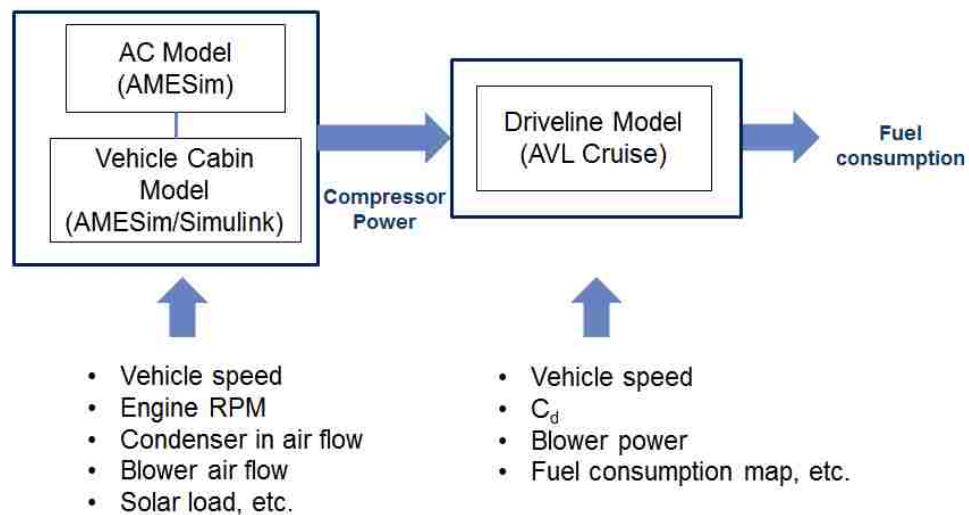 AC Model
(AMESim)
Vehicle Cabin
Model
(AMESim/Simulink)
Compressor
Power
Driveline Model
(AVL Cruise)
Fuel
consumption
• Vehicle speed
• Engine RPM
• Condenser in air flow
• Blower air flow
• Solar load, etc.
• Vehicle speed
• Cd
• Blower power
• Fuel consumption map, etc.